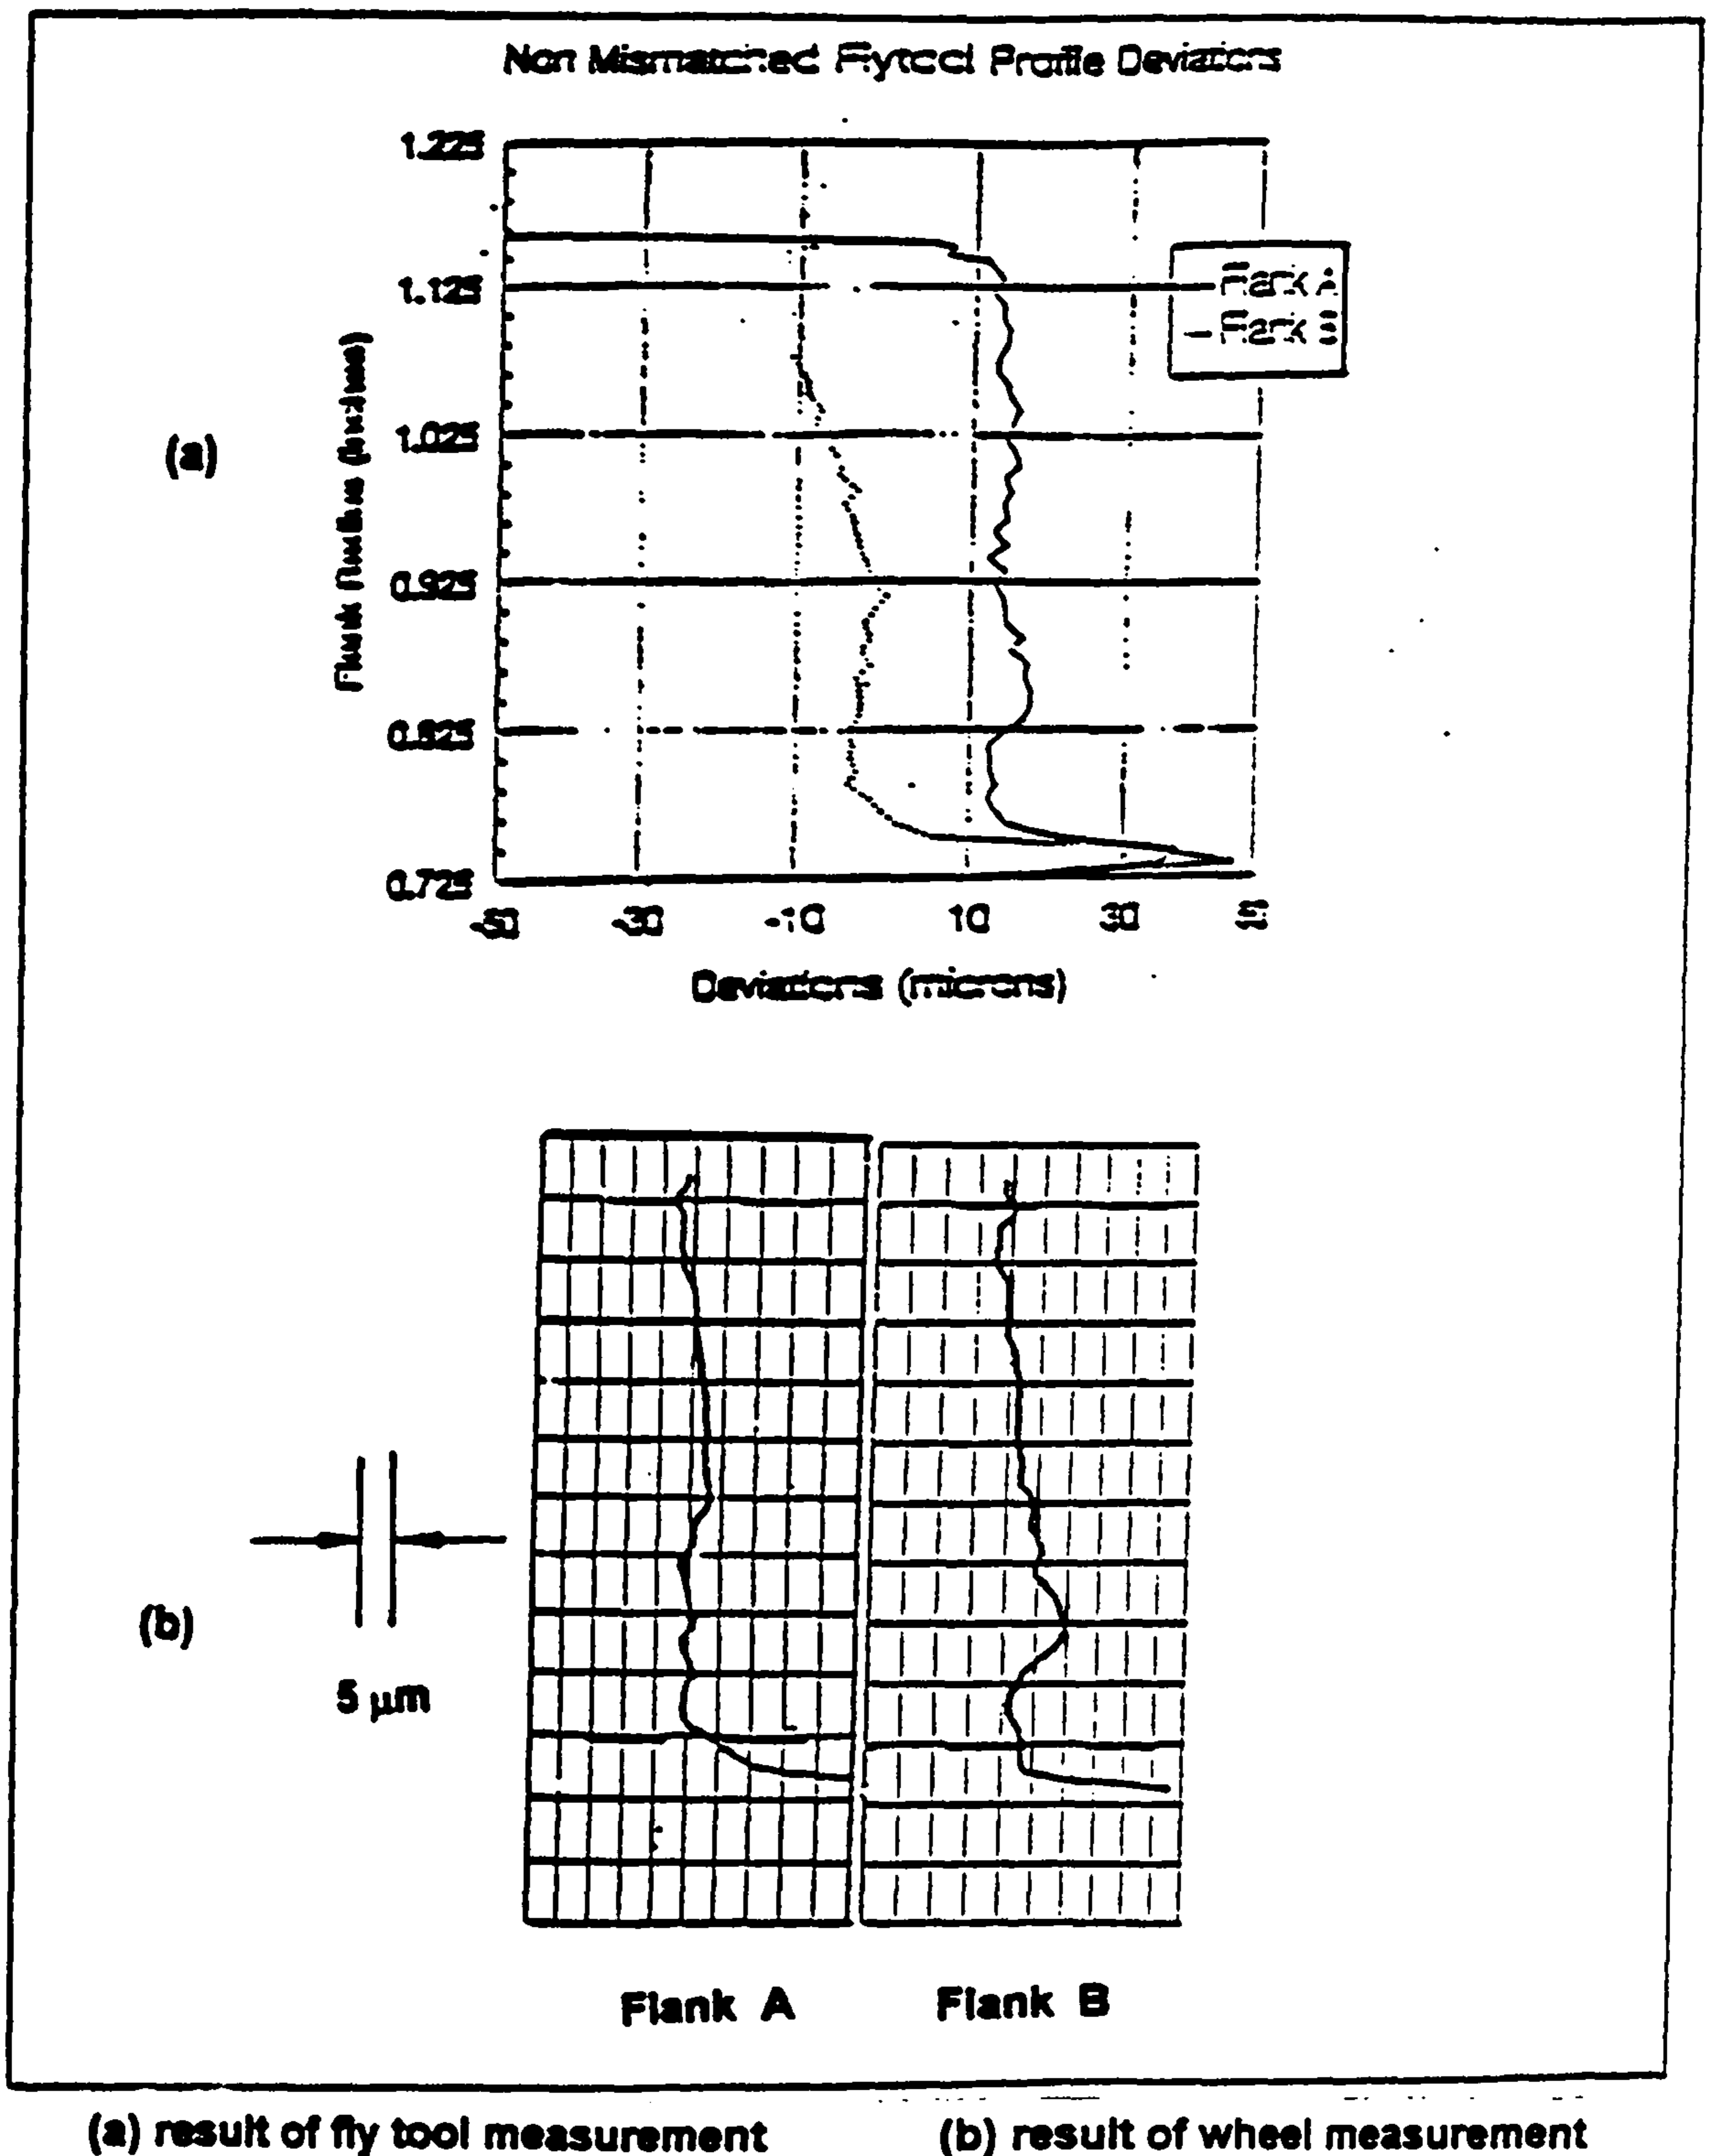 Non Mismatched Flytool Profile Deviations
1.225
1.125
1.025
0.925
0.825
0.725
Flank A
Flank B
(a)
-50
-30
-10
10
30
50
Deviations (microns)
(b)
5 µm
Flank A
Flank B
(a) result of fly tool measurement
(b) result of wheel measurement